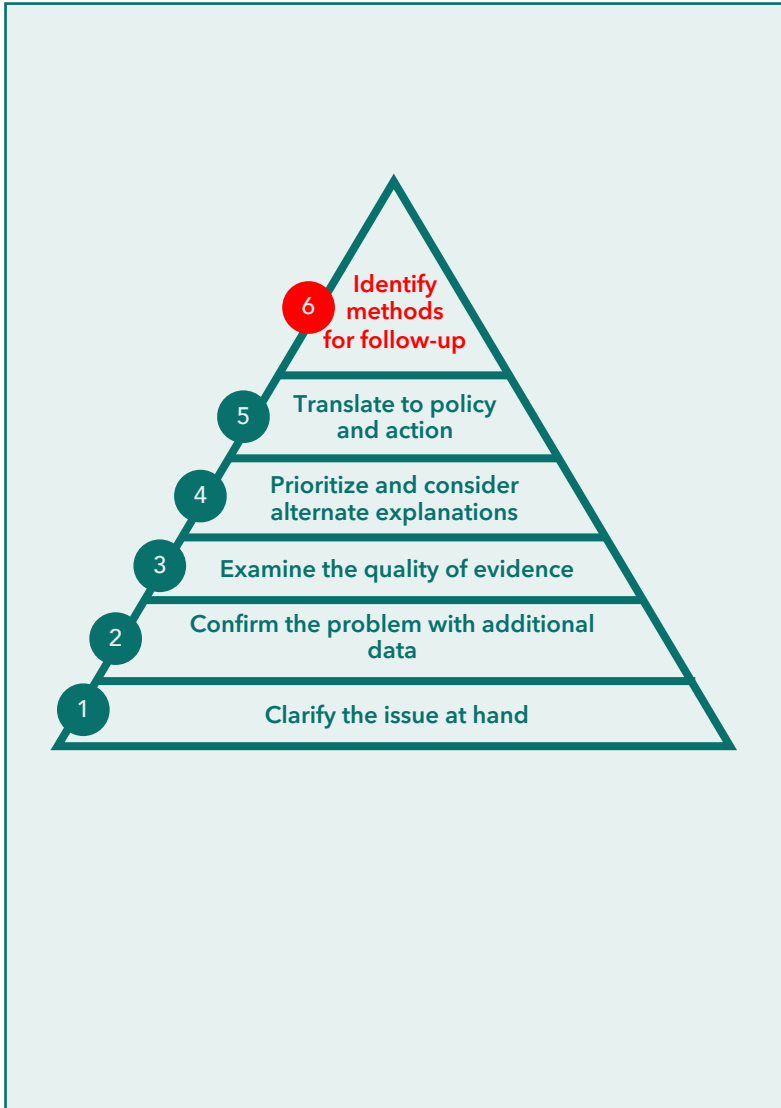 6
Identify
methods
for follow-up
5
Translate to policy
and action
4
Prioritize and consider
alternate explanations
3
Examine the quality of evidence
2
Confirm the problem with additional
data
1
Clarify the issue at hand